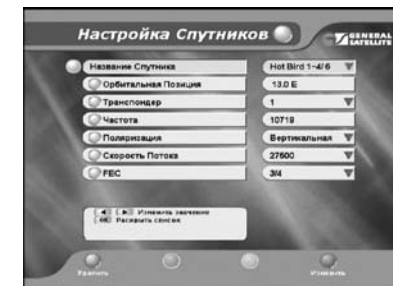 Настройка Спутников
GENERAL SATELLITE
Название Спутника Hot Bird 1~4/6
Орбитальная Позиция 13.0 E
Транспондер 1
Частота 10719
Поляризация Вертикальная
Скорость Потока 27500
FEC 3/4
Изменить значение
OK Раскрыть список
Удалить Изменить